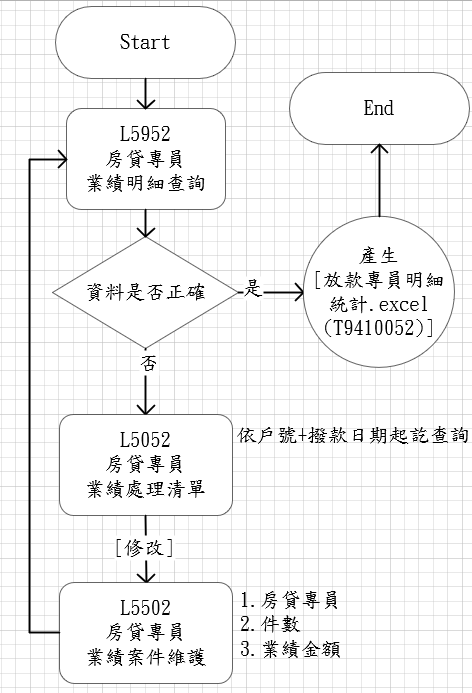 Start
End
L5952
房貸專員
業績明細查詢
產生
[放款專員明細
統計.excel
(T9410052)]
資料是否正確
是
否
L5052
房貸專員
業績處理清單
依戶號+撥款日期起訖查詢
[修改]
L5502
房貸專員
業績案件維護
1.房貸專員
2.件數
3.業績金額